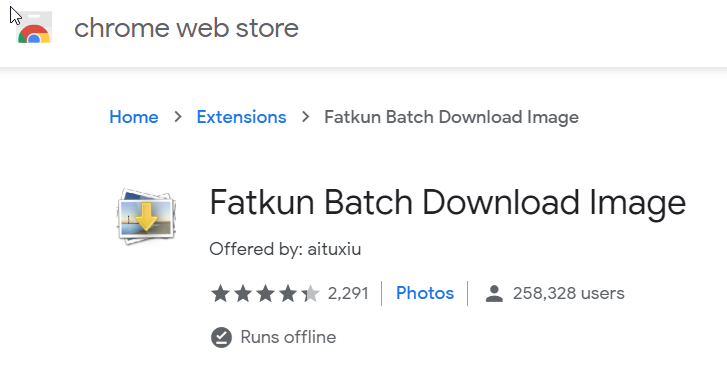 chrome web store
Home > Extensions > Fatkun Batch Download Image
Fatkun Batch Download Image
Offered by: aituxiu
2,291 Photos 258,328 users
Runs offline